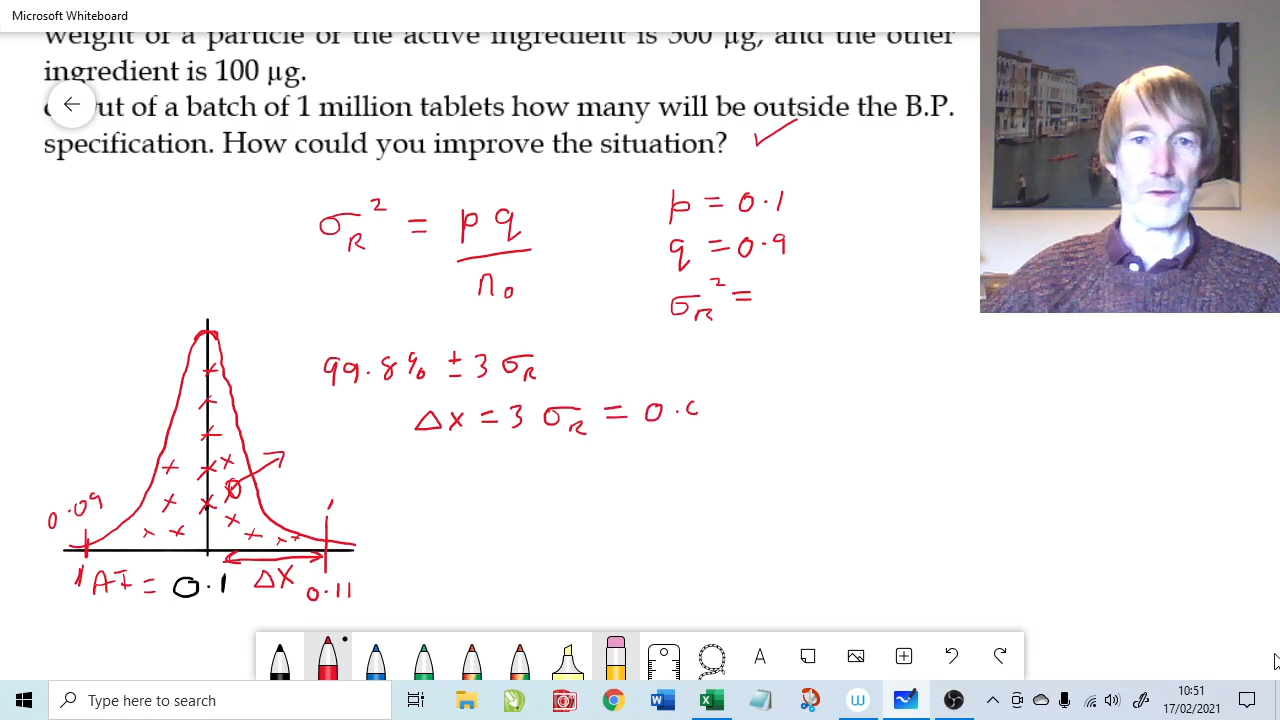 Microsoft Whiteboard
weight of a particle of the active ingredient is 500 µg, and the other
ingredient is 100 µg.
ut of a batch of 1 million tablets how many will be outside the B.P.
specification. How could you improve the situation?
σR² = pq / n₀
p = 0.1
q = 0.9
σR² =
99.8% ± 3σR
Δx = 3 σR = 0.0
0.09
AI = 0.1
Δx
0.11
A
Type here to search
10:51
17/02/2021